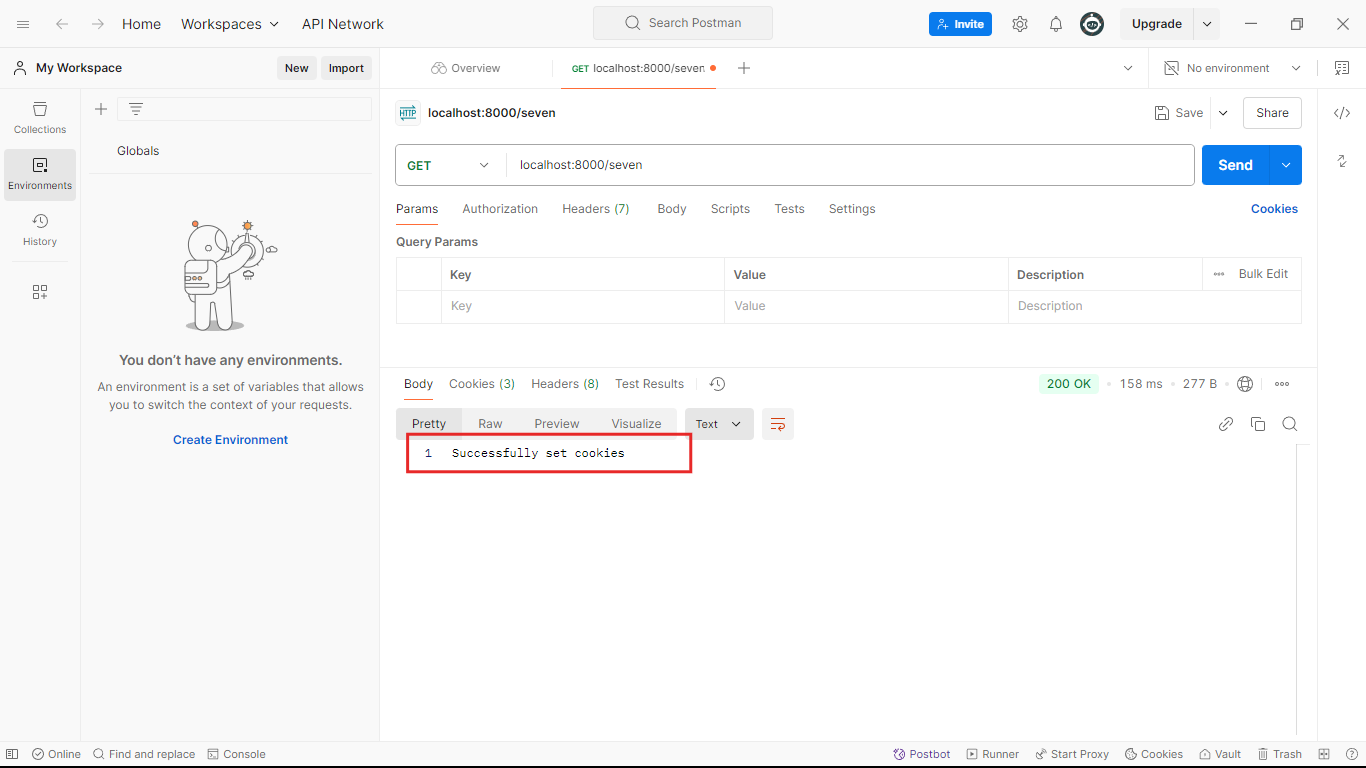 Home Workspaces API Network Search Postman Invite Upgrade
My Workspace New Import Overview GET localhost:8000/seven No environment
Collections
Environments
History
Globals
You don't have any environments.
An environment is a set of variables that allows
you to switch the context of your requests.
Create Environment
HTTP localhost:8000/seven Save Share
GET localhost:8000/seven Send
Params Authorization Headers (7) Body Scripts Tests Settings Cookies
Query Params
Key Value Description Bulk Edit
Key Value Description
Body Cookies (3) Headers (8) Test Results 200 OK 158 ms 277 B
Pretty Raw Preview Visualize Text
1 Successfully set cookies
Online Find and replace Console Postbot Runner Start Proxy Cookies Vault Trash